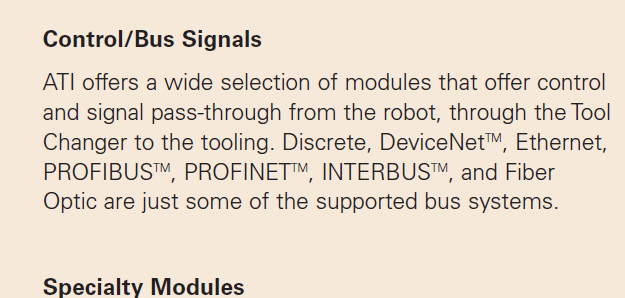 Control/Bus Signals
ATI offers a wide selection of modules that offer control
and signal pass-through from the robot, through the Tool
Changer to the tooling. Discrete, DeviceNet™, Ethernet,
PROFIBUS™, PROFINET™, INTERBUS™, and Fiber
Optic are just some of the supported bus systems.
Specialty Modules